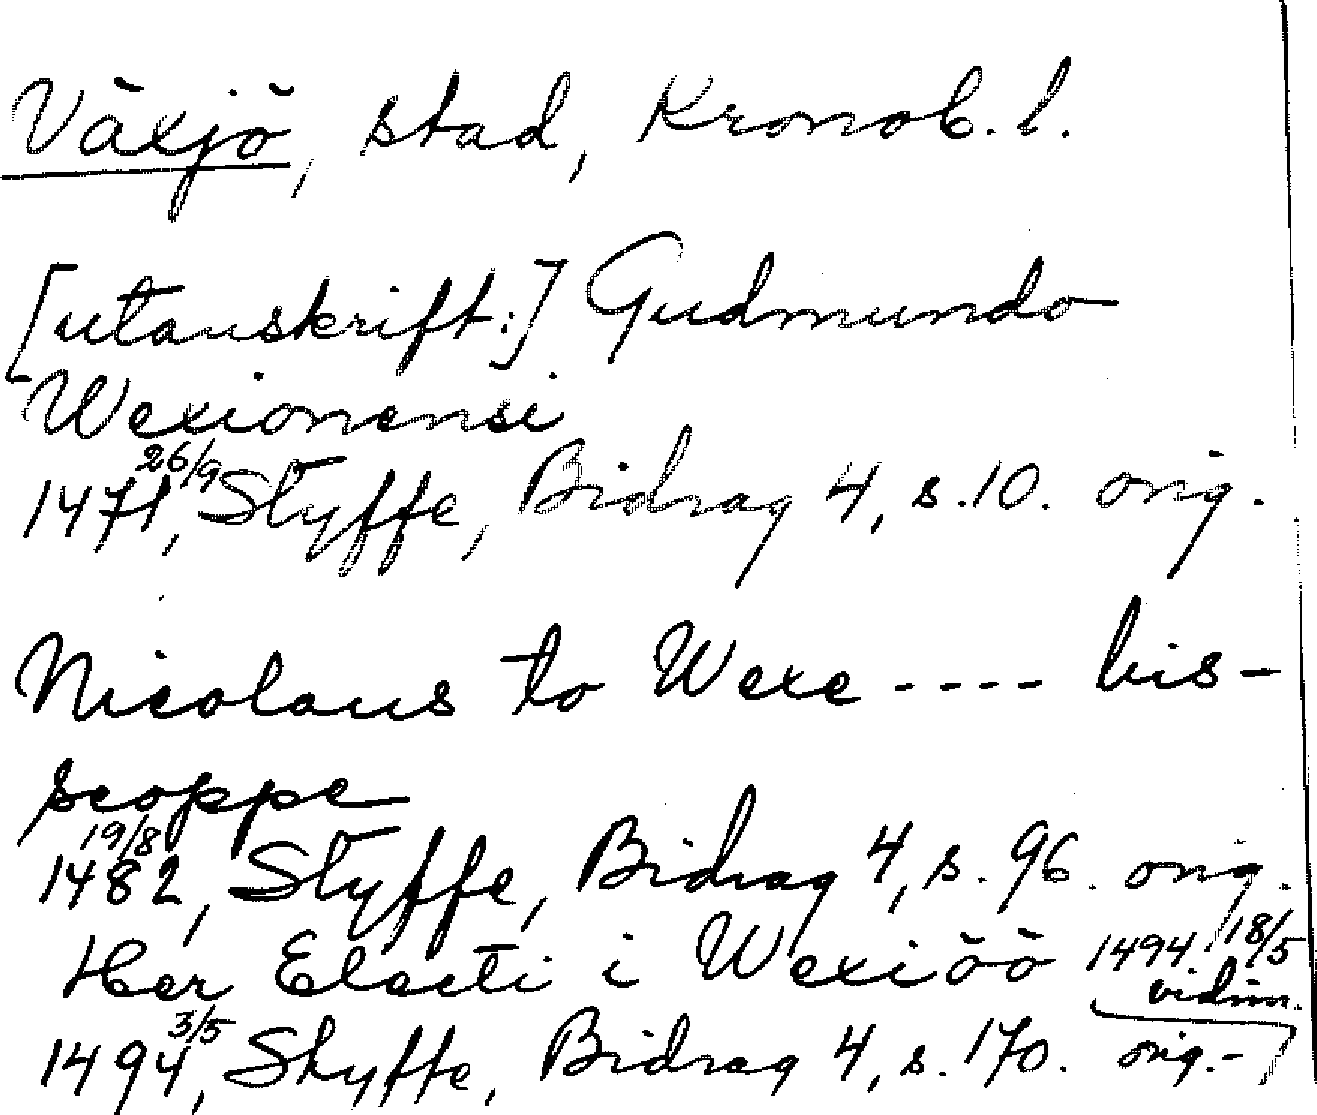 Växjö, stad, Kronob. l.
[utanskrift:] Gudmundo
Wexionensi
1471 26/9, Styffe, Bidrag 4, s. 10. orig.
Nicolaus to Wexe ---- bis-
scoppe
1482 19/8, Styffe, Bidrag 4, s. 96. orig.
Her Electi i Wexiöö 1494 18/5
vidim.
1494 3/5, Styffe, Bidrag 4, s. 170. orig.-